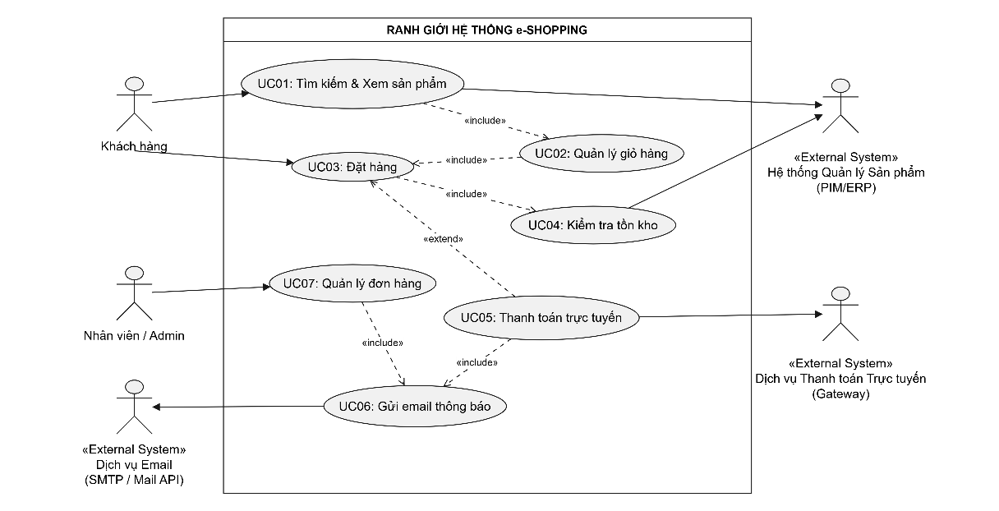 RANH GIỚI HỆ THỐNG e-SHOPPING
UC01: Tìm kiếm & Xem sản phẩm
«include»
Khách hàng
UC02: Quản lý giỏ hàng
«include»
UC03: Đặt hàng
«External System»
Hệ thống Quản lý Sản phẩm
(PIM/ERP)
«include»
UC04: Kiểm tra tồn kho
«extend»
UC07: Quản lý đơn hàng
UC05: Thanh toán trực tuyến
Nhân viên / Admin
«include»
«include»
«External System»
Dịch vụ Thanh toán Trực tuyến
(Gateway)
UC06: Gửi email thông báo
«External System»
Dịch vụ Email
(SMTP / Mail API)